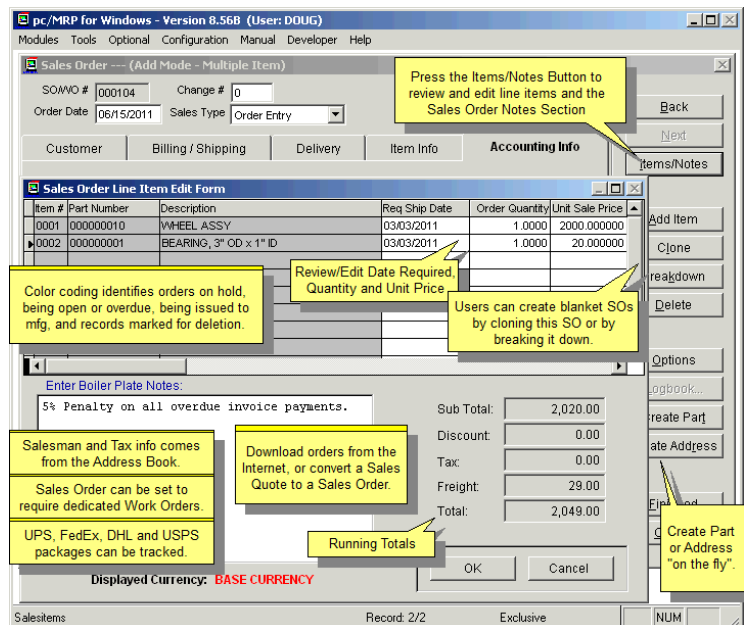 pc/MRP for Windows - Version 8.56B (User: DOUG)
Modules Tools Optional Configuration Manual Developer Help
Sales Order --- (Add Mode - Multiple Item)
SO/WO # 000104 Change # 0
Order Date 06/15/2011 Sales Type Order Entry
Press the Items/Notes Button to
review and edit line items and the
Sales Order Notes Section
Back
Next
Items/Notes
Customer Billing / Shipping Delivery Item Info Accounting Info
Sales Order Line Item Edit Form
Item # Part Number Description Req Ship Date Order Quantity Unit Sale Price
0001 000000010 WHEEL ASSY 03/03/2011 1.0000 2000.000000
0002 000000001 BEARING, 3" OD x 1" ID 03/03/2011 1.0000 20.000000
Add Item
Clone
reakdown
Delete
Color coding identifies orders on hold,
being open or overdue, being issued to
mfg, and records marked for deletion.
Review/Edit Date Required,
Quantity and Unit Price
Users can create blanket SOs
by cloning this SO or by
breaking it down.
Options
ogbook...
reate Part
ate Address
Enter Boiler Plate Notes:
5% Penalty on all overdue invoice payments.
Sub Total: 2,020.00
Discount: 0.00
Tax: 0.00
Freight: 29.00
Total: 2,049.00
Salesman and Tax info comes
from the Address Book.
Sales Order can be set to
require dedicated Work Orders.
UPS, FedEx, DHL and USPS
packages can be tracked.
Download orders from the
Internet, or convert a Sales
Quote to a Sales Order.
Running Totals
Create Part
or Address
"on the fly".
OK Cancel
Displayed Currency: BASE CURRENCY
Salesitems Record: 2/2 Exclusive NUM